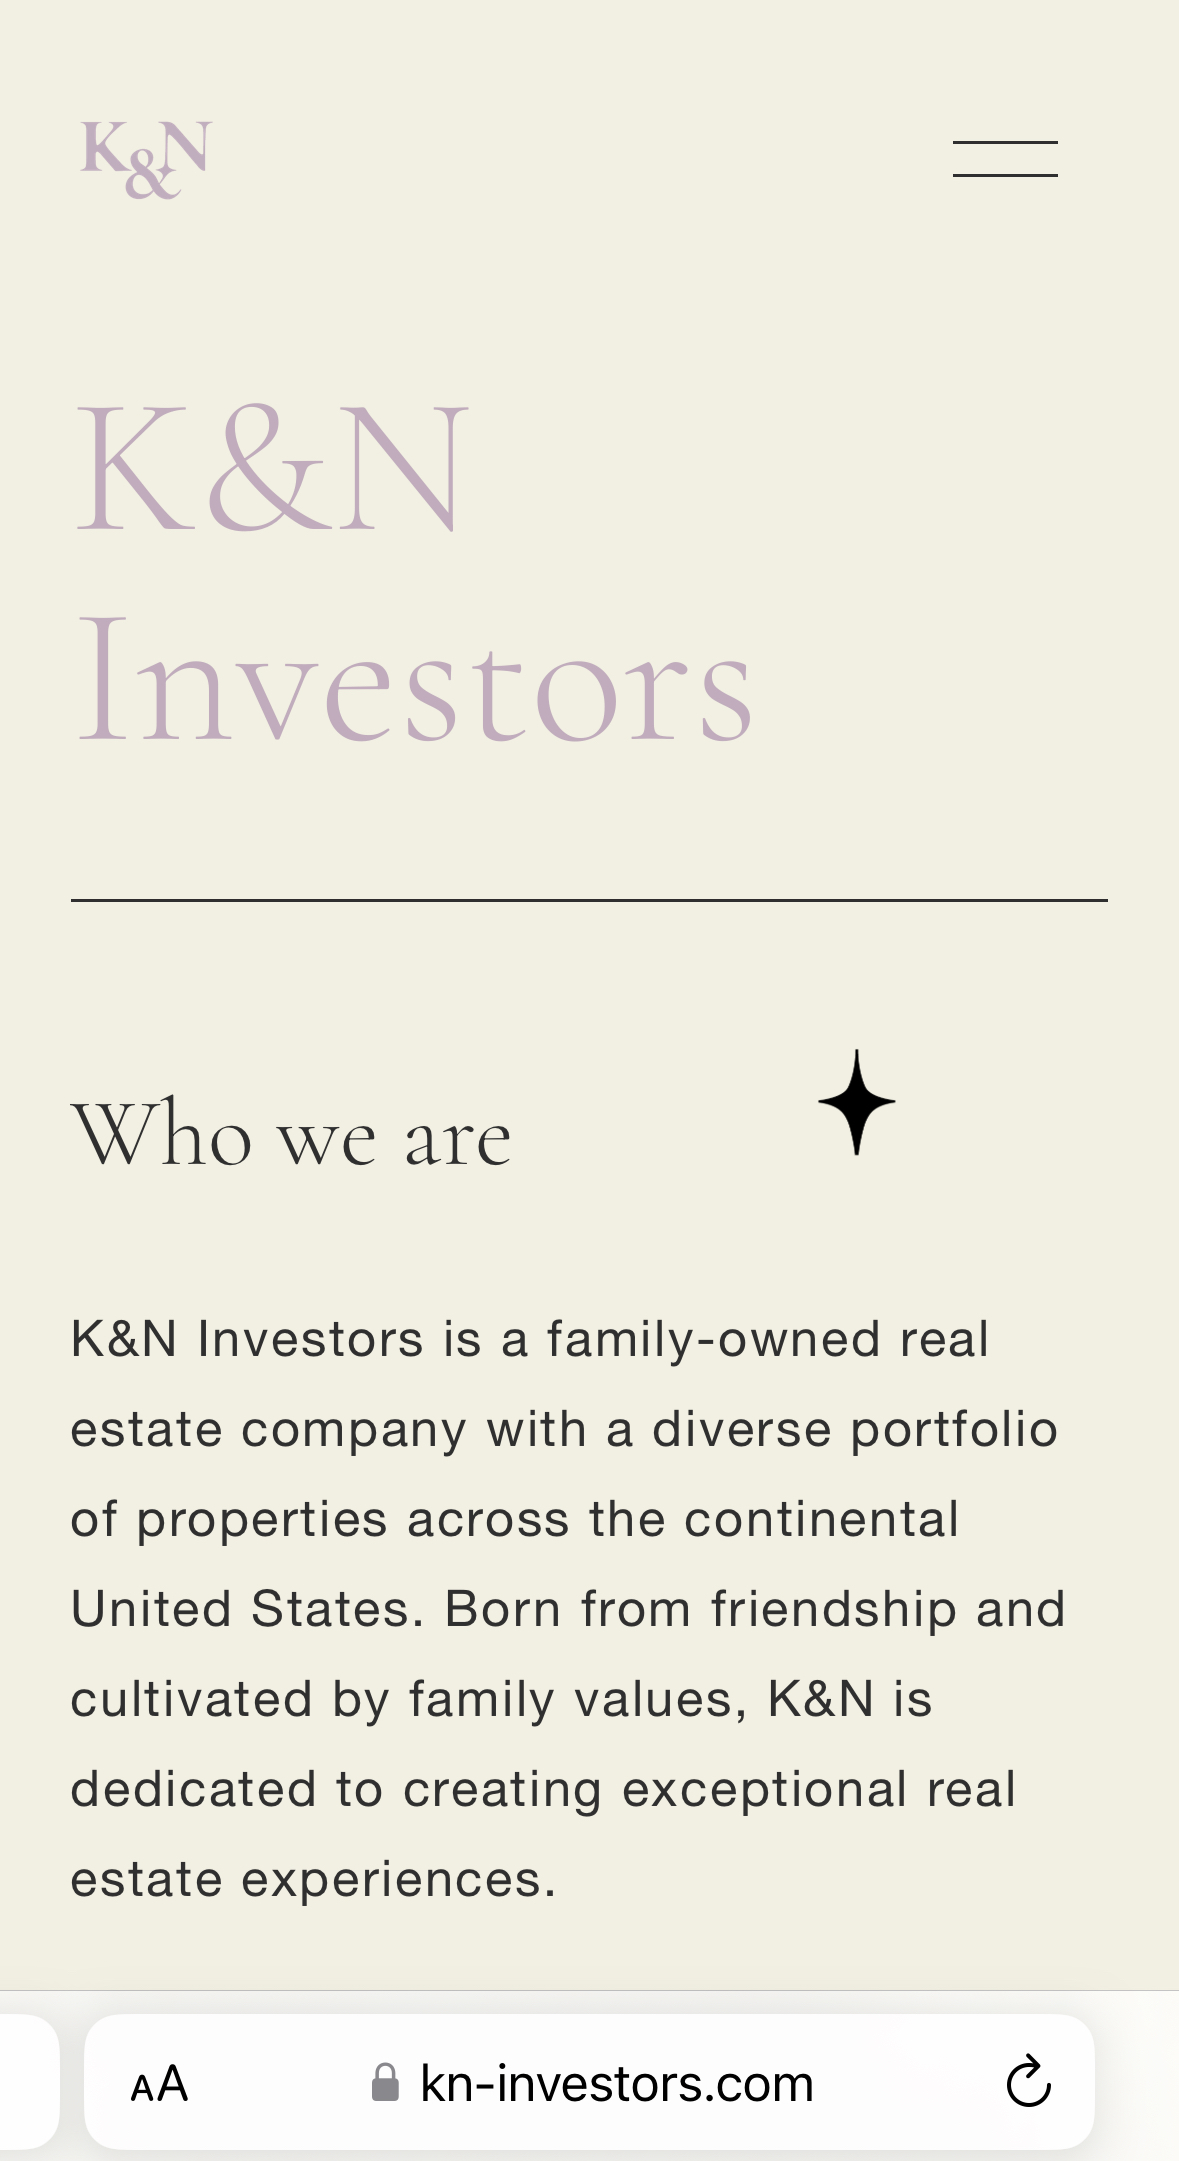 K&N
K&N
Investors
Who we are
K&N Investors is a family-owned real
estate company with a diverse portfolio
of properties across the continental
United States. Born from friendship and
cultivated by family values, K&N is
dedicated to creating exceptional real
estate experiences.
AA kn-investors.com